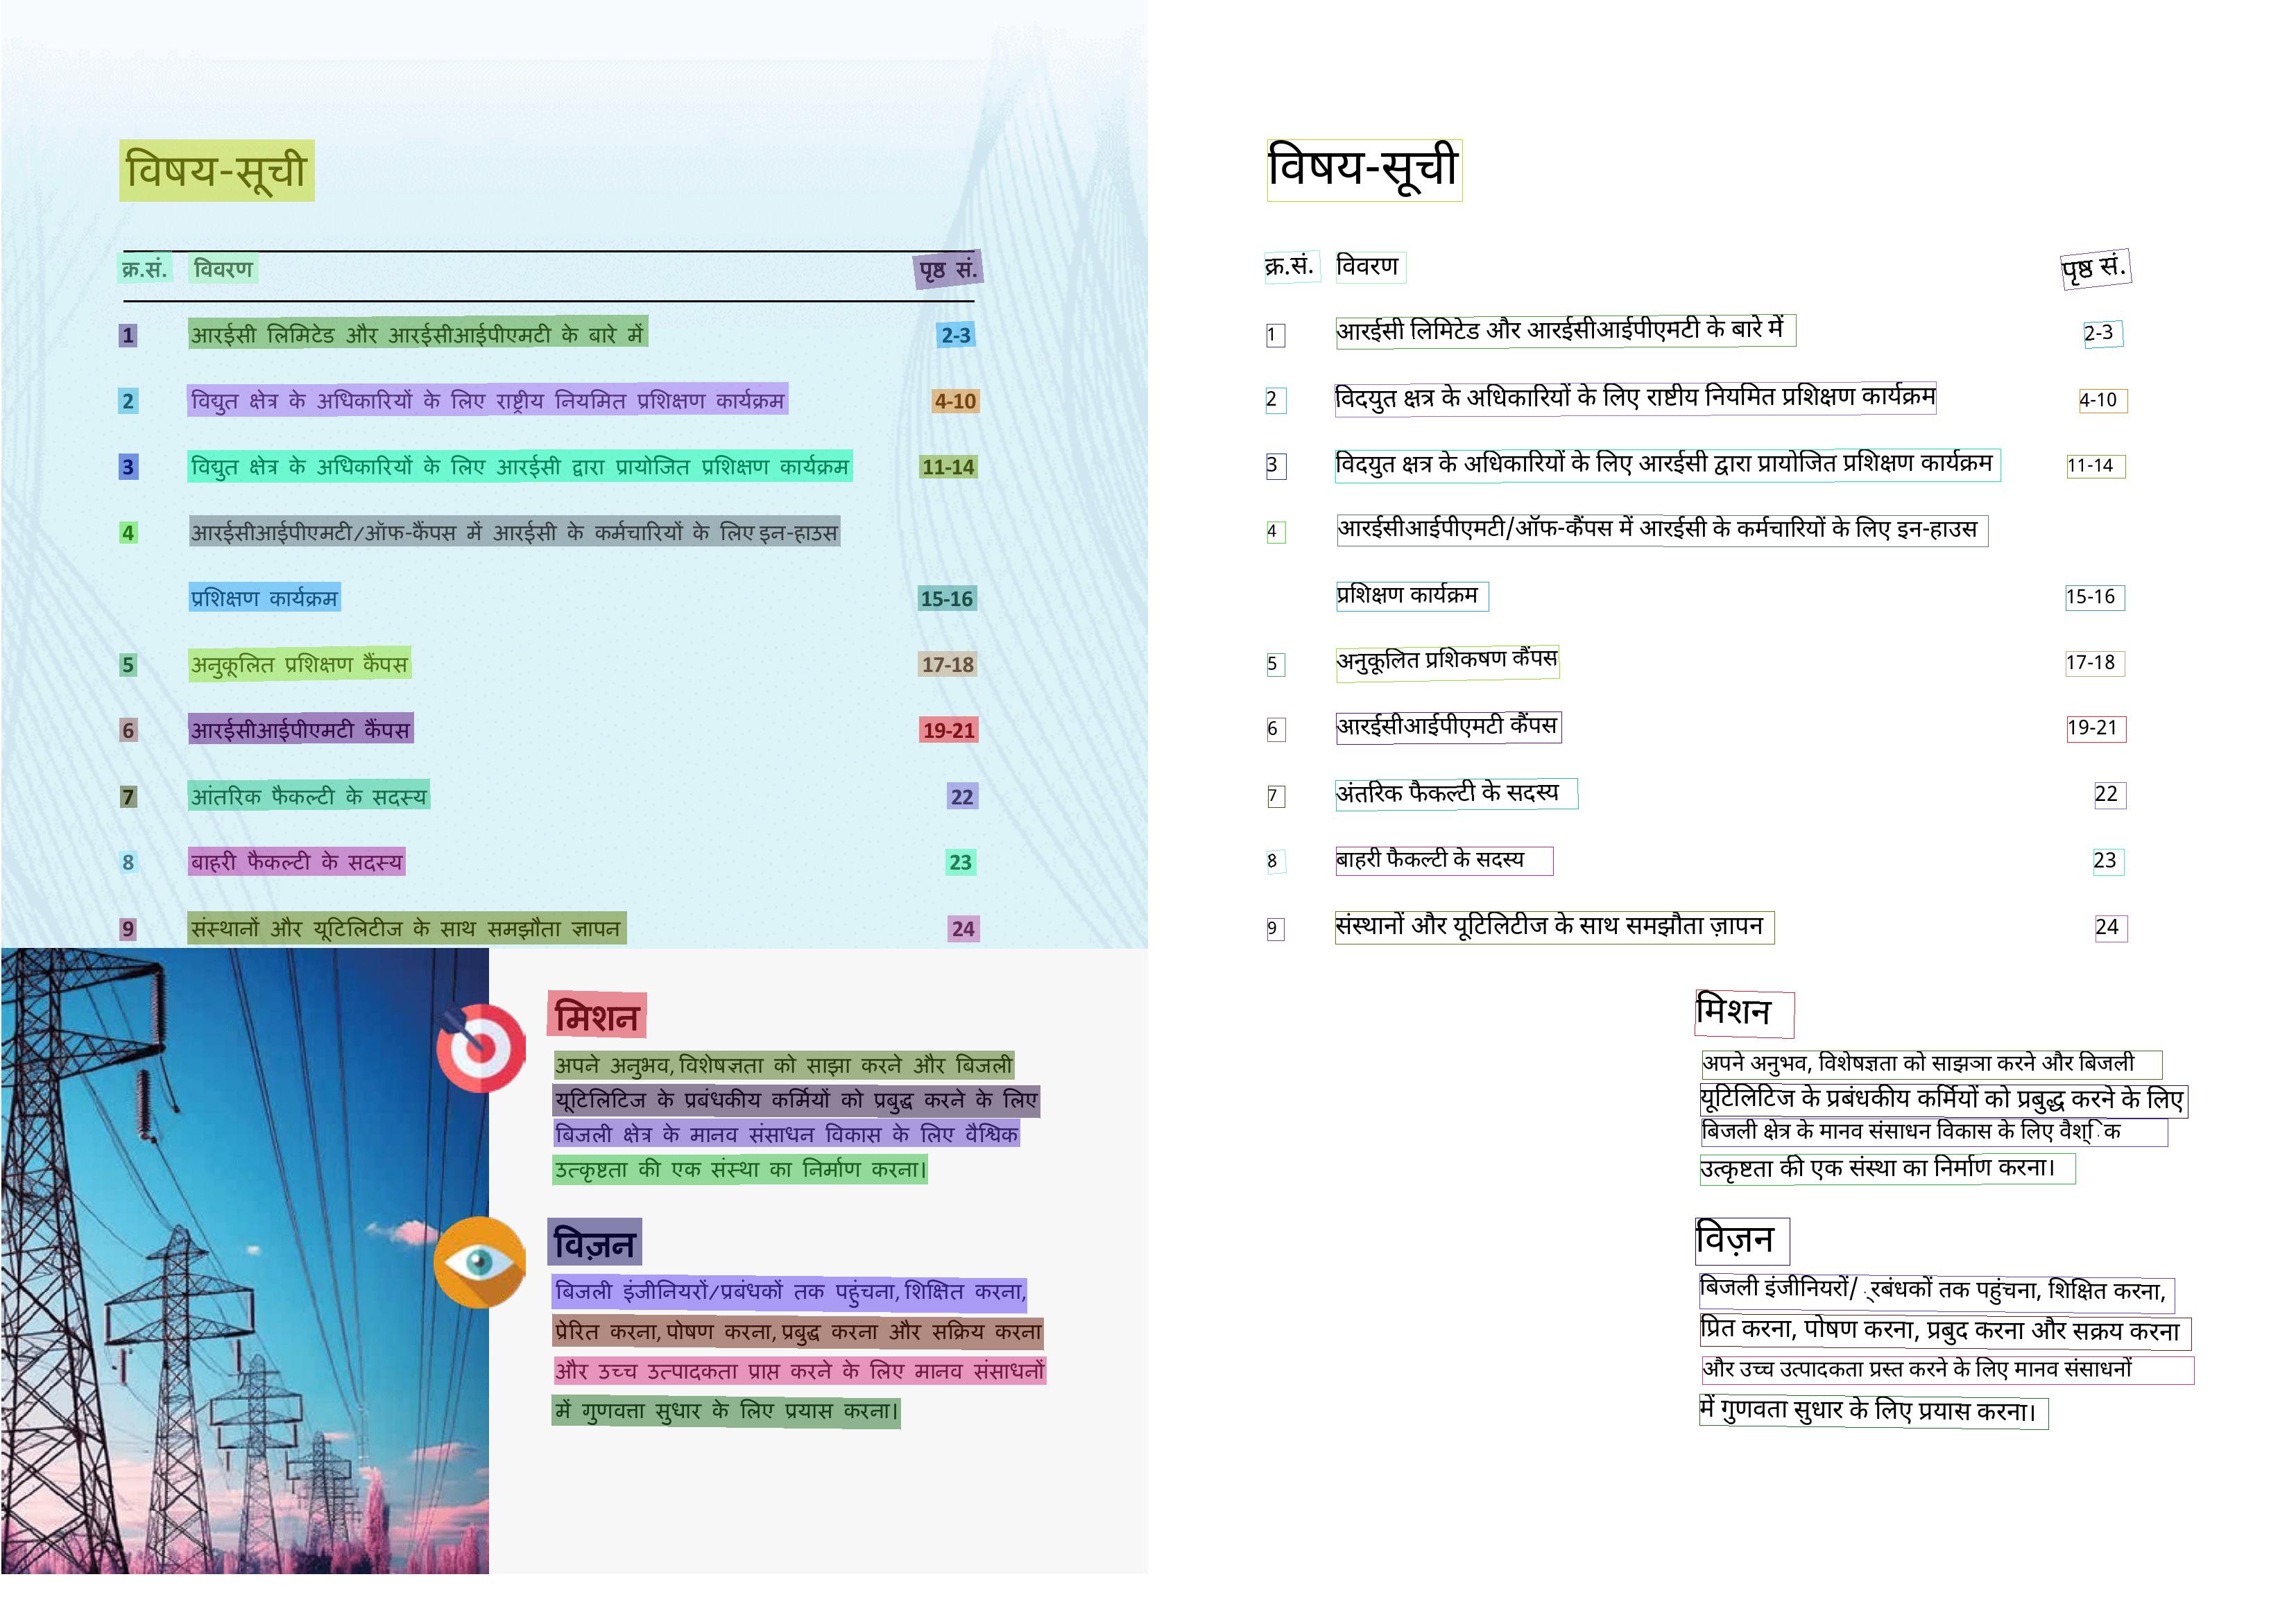 विषय-सूची
क्र.सं. विवरण पृष्ठ सं.
1 आरईसी लिमिटेड और आरईसीआईपीएमटी के बारे में 2-3
2 विद्युत क्षेत्र के अधिकारियों के लिए राष्ट्रीय नियमित प्रशिक्षण कार्यक्रम 4-10
3 विद्युत क्षेत्र के अधिकारियों के लिए आरईसी द्वारा प्रायोजित प्रशिक्षण कार्यक्रम 11-14
4 आरईसीआईपीएमटी/ऑफ-कैंपस में आरईसी के कर्मचारियों के लिए इन-हाउस
प्रशिक्षण कार्यक्रम 15-16
5 अनुकूलित प्रशिक्षण कैंपस 17-18
6 आरईसीआईपीएमटी कैंपस 19-21
7 आंतरिक फैकल्टी के सदस्य 22
8 बाहरी फैकल्टी के सदस्य 23
9 संस्थानों और यूटिलिटीज के साथ समझौता ज्ञापन 24
मिशन
अपने अनुभव, विशेषज्ञता को साझा करने और बिजली
यूटिलिटिज के प्रबंधकीय कर्मियों को प्रबुद्ध करने के लिए
बिजली क्षेत्र के मानव संसाधन विकास के लिए वैश्विक
उत्कृष्टता की एक संस्था का निर्माण करना।
विज़न
बिजली इंजीनियरों/प्रबंधकों तक पहुंचना, शिक्षित करना,
प्रेरित करना, पोषण करना, प्रबुद्ध करना और सक्रिय करना
और उच्च उत्पादकता प्राप्त करने के लिए मानव संसाधनों
में गुणवत्ता सुधार के लिए प्रयास करना।
विषय-सूची
क्र.सं. विवरण पृष्ठ सं.
1 आरईसी लिमिटेड और आरईसीआईपीएमटी के बारे में 2-3
2 विदयुत क्षत्र के अधिकारियों के लिए राष्टीय नियमित प्रशिक्षण कार्यक्रम 4-10
3 विदयुत क्षत्र के अधिकारियों के लिए आरईसी द्वारा प्रायोजित प्रशिक्षण कार्यक्रम 11-14
4 आरईसीआईपीएमटी/ऑफ-कैंपस में आरईसी के कर्मचारियों के लिए इन-हाउस
प्रशिक्षण कार्यक्रम 15-16
5 अनुकूलित प्रशिकषण कैंपस 17-18
6 आरईसीआईपीएमटी कैंपस 19-21
7 अंतरिक फैकल्टी के सदस्य 22
8 बाहरी फैकल्टी के सदस्य 23
9 संस्थानों और यूटिलिटीज के साथ समझौता ज़ापन 24
मिशन
अपने अनुभव, विशेषज्ञता को साझञा करने और बिजली
यूटिलिटिज के प्रबंधकीय कर्मियों को प्रबुद्ध करने के लिए
बिजली क्षेत्र के मानव संसाधन विकास के लिए वैश्िक
उत्कृष्टता की एक संस्था का निर्माण करना।
विज़न
बिजली इंजीनियरों/ ्रबंधकों तक पहुंचना, शिक्षित करना,
प्रित करना, पोषण करना, प्रबुद करना और सक्रय करना
और उच्च उत्पादकता प्रस्त करने के लिए मानव संसाधनों
में गुणवता सुधार के लिए प्रयास करना।